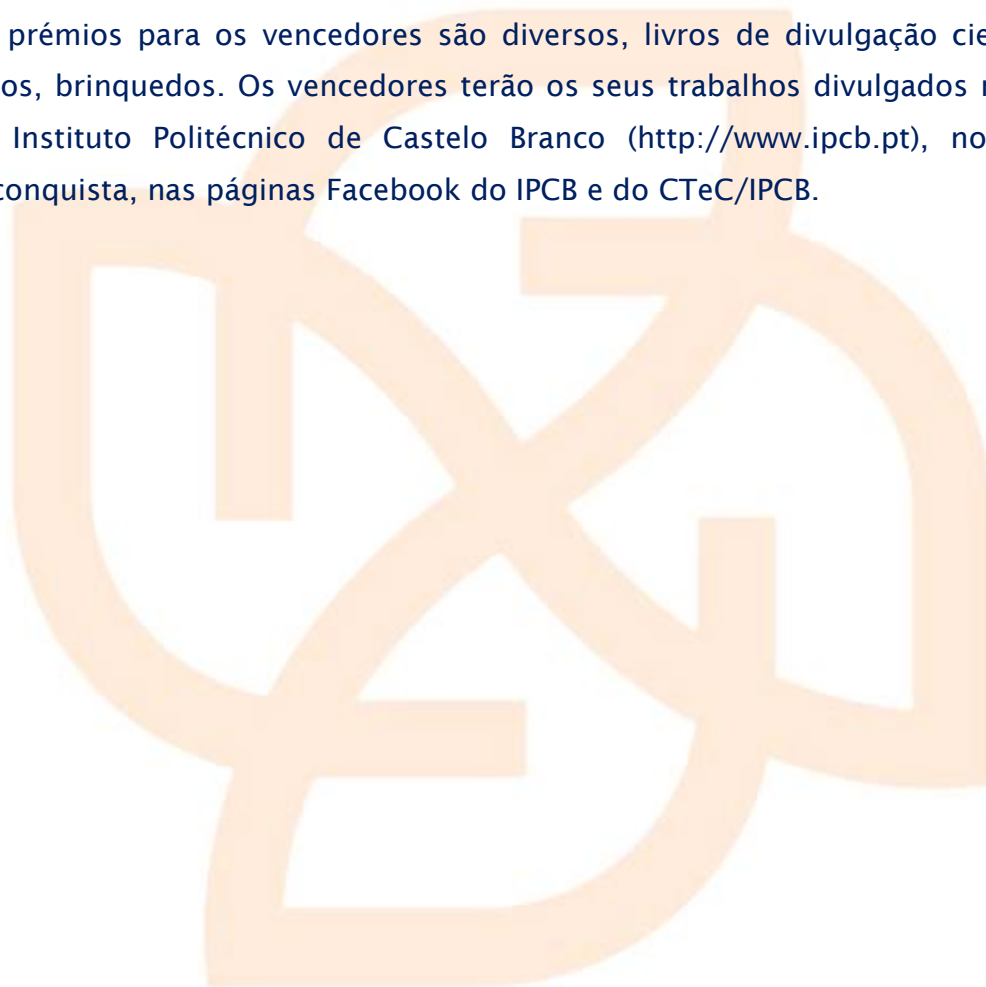 prémios para os vencedores são diversos, livros de divulgação cie
os, brinquedos. Os vencedores terão os seus trabalhos divulgados
Instituto Politécnico de Castelo Branco (http://www.ipcb.pt), no
conquista, nas páginas Facebook do IPCB e do CTeC/IPCB.